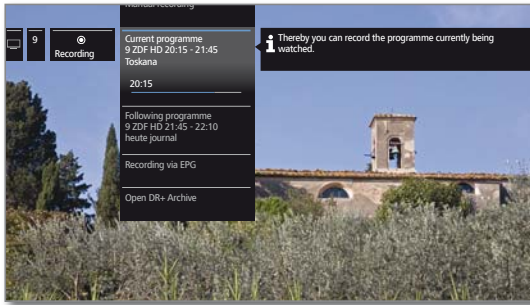 Manual recording
9
Recording
Current programme
9 ZDF HD 20:15 - 21:45
Toskana
20:15
Following programme
9 ZDF HD 21:45 - 22:10
heute journal
Recording via EPG
Open DR+ Archive
Thereby you can record the programme currently being
watched.